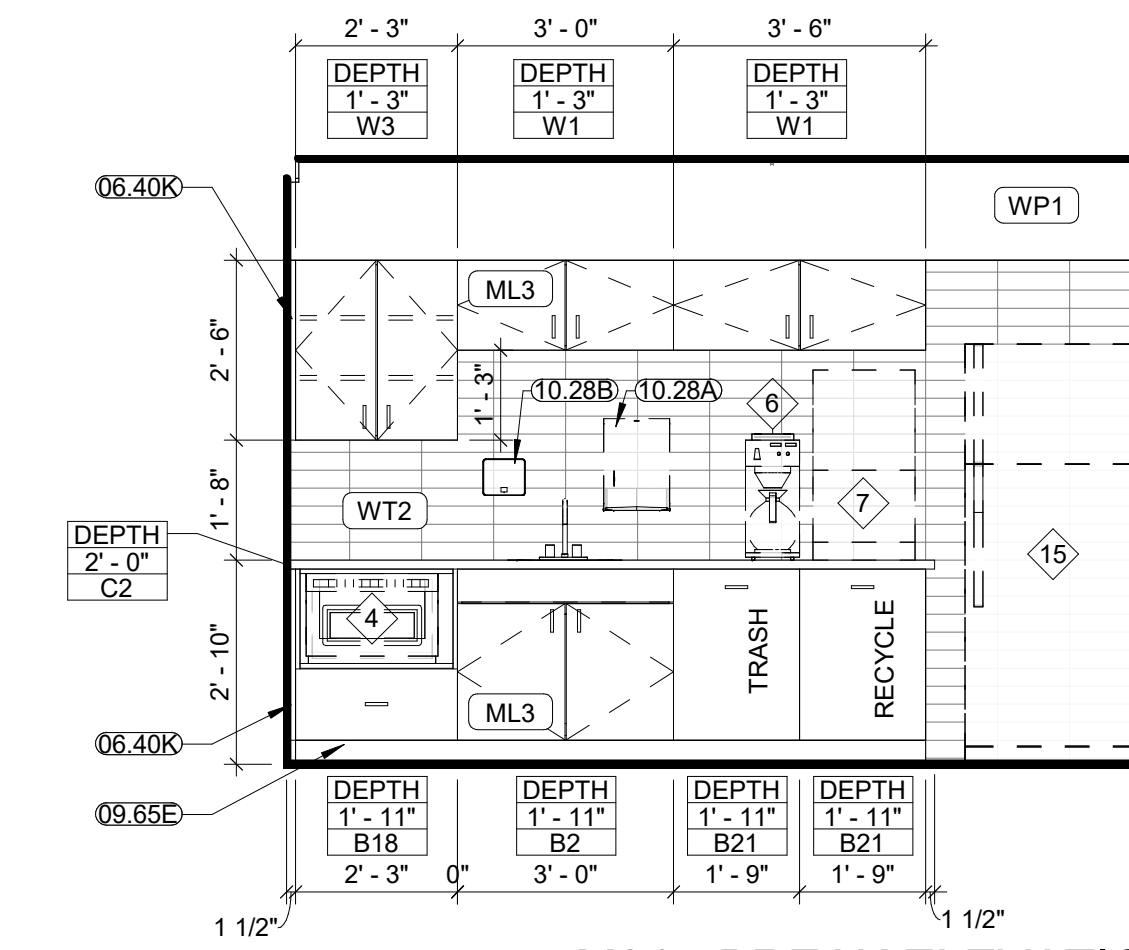 2' - 3"
3' - 0"
3' - 6"
DEPTH
1' - 3"
W3
DEPTH
1' - 3"
W1
DEPTH
1' - 3"
W1
06.40K
WP1
ML3
2' - 6"
1' - 3"
10.28B
10.28A
6
1' - 8"
WT2
7
DEPTH
2' - 0"
C2
15
4
2' - 10"
TRASH
RECYCLE
ML3
06.40K
09.65E
DEPTH
1' - 11"
B18
DEPTH
1' - 11"
B2
DEPTH
1' - 11"
B21
DEPTH
1' - 11"
B21
2' - 3"
0"
3' - 0"
1' - 9"
1' - 9"
1 1/2"
1 1/2"